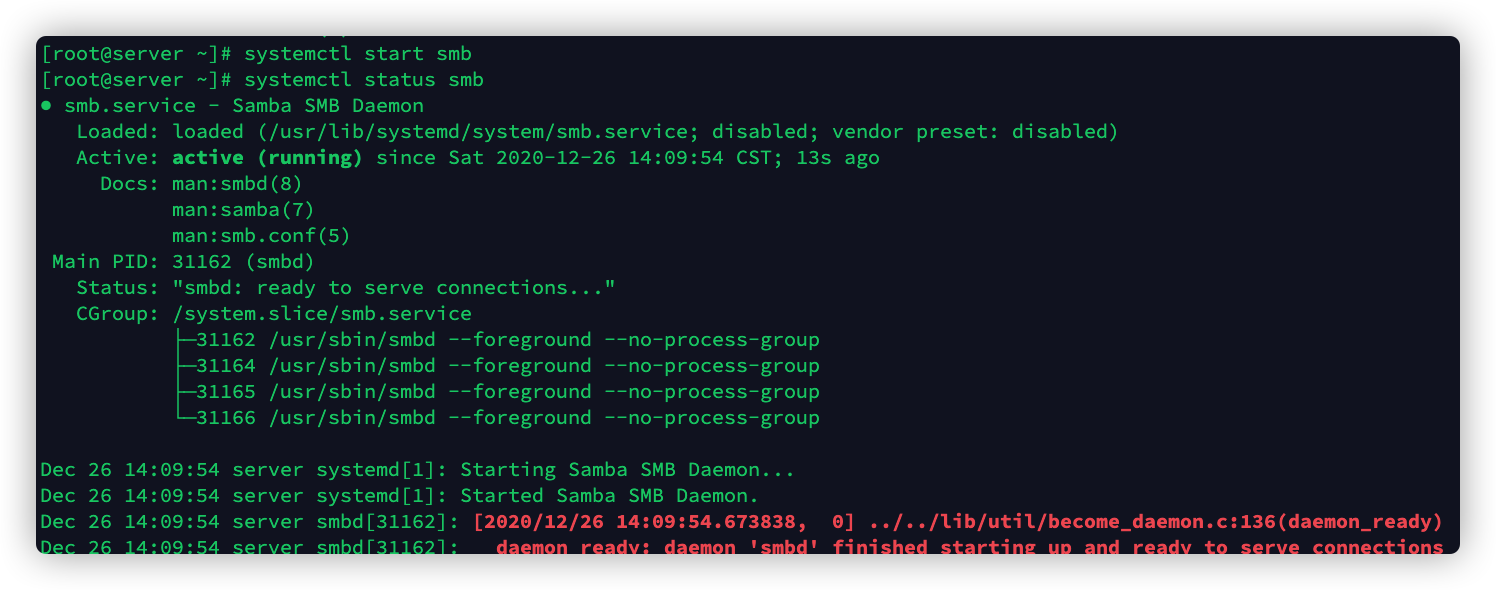 [root@server ~]# systemctl start smb
[root@server ~]# systemctl status smb
● smb.service - Samba SMB Daemon
   Loaded: loaded (/usr/lib/systemd/system/smb.service; disabled; vendor preset: disabled)
   Active: active (running) since Sat 2020-12-26 14:09:54 CST; 13s ago
     Docs: man:smbd(8)
           man:samba(7)
           man:smb.conf(5)
 Main PID: 31162 (smbd)
   Status: "smbd: ready to serve connections..."
   CGroup: /system.slice/smb.service
           ├─31162 /usr/sbin/smbd --foreground --no-process-group
           ├─31164 /usr/sbin/smbd --foreground --no-process-group
           ├─31165 /usr/sbin/smbd --foreground --no-process-group
           └─31166 /usr/sbin/smbd --foreground --no-process-group
Dec 26 14:09:54 server systemd[1]: Starting Samba SMB Daemon...
Dec 26 14:09:54 server systemd[1]: Started Samba SMB Daemon.
Dec 26 14:09:54 server smbd[31162]: [2020/12/26 14:09:54.673838,  0] ../../lib/util/become_daemon.c:136(daemon_ready)
Dec 26 14:09:54 server smbd[31162]:   daemon_ready: daemon 'smbd' finished starting up and ready to serve connections